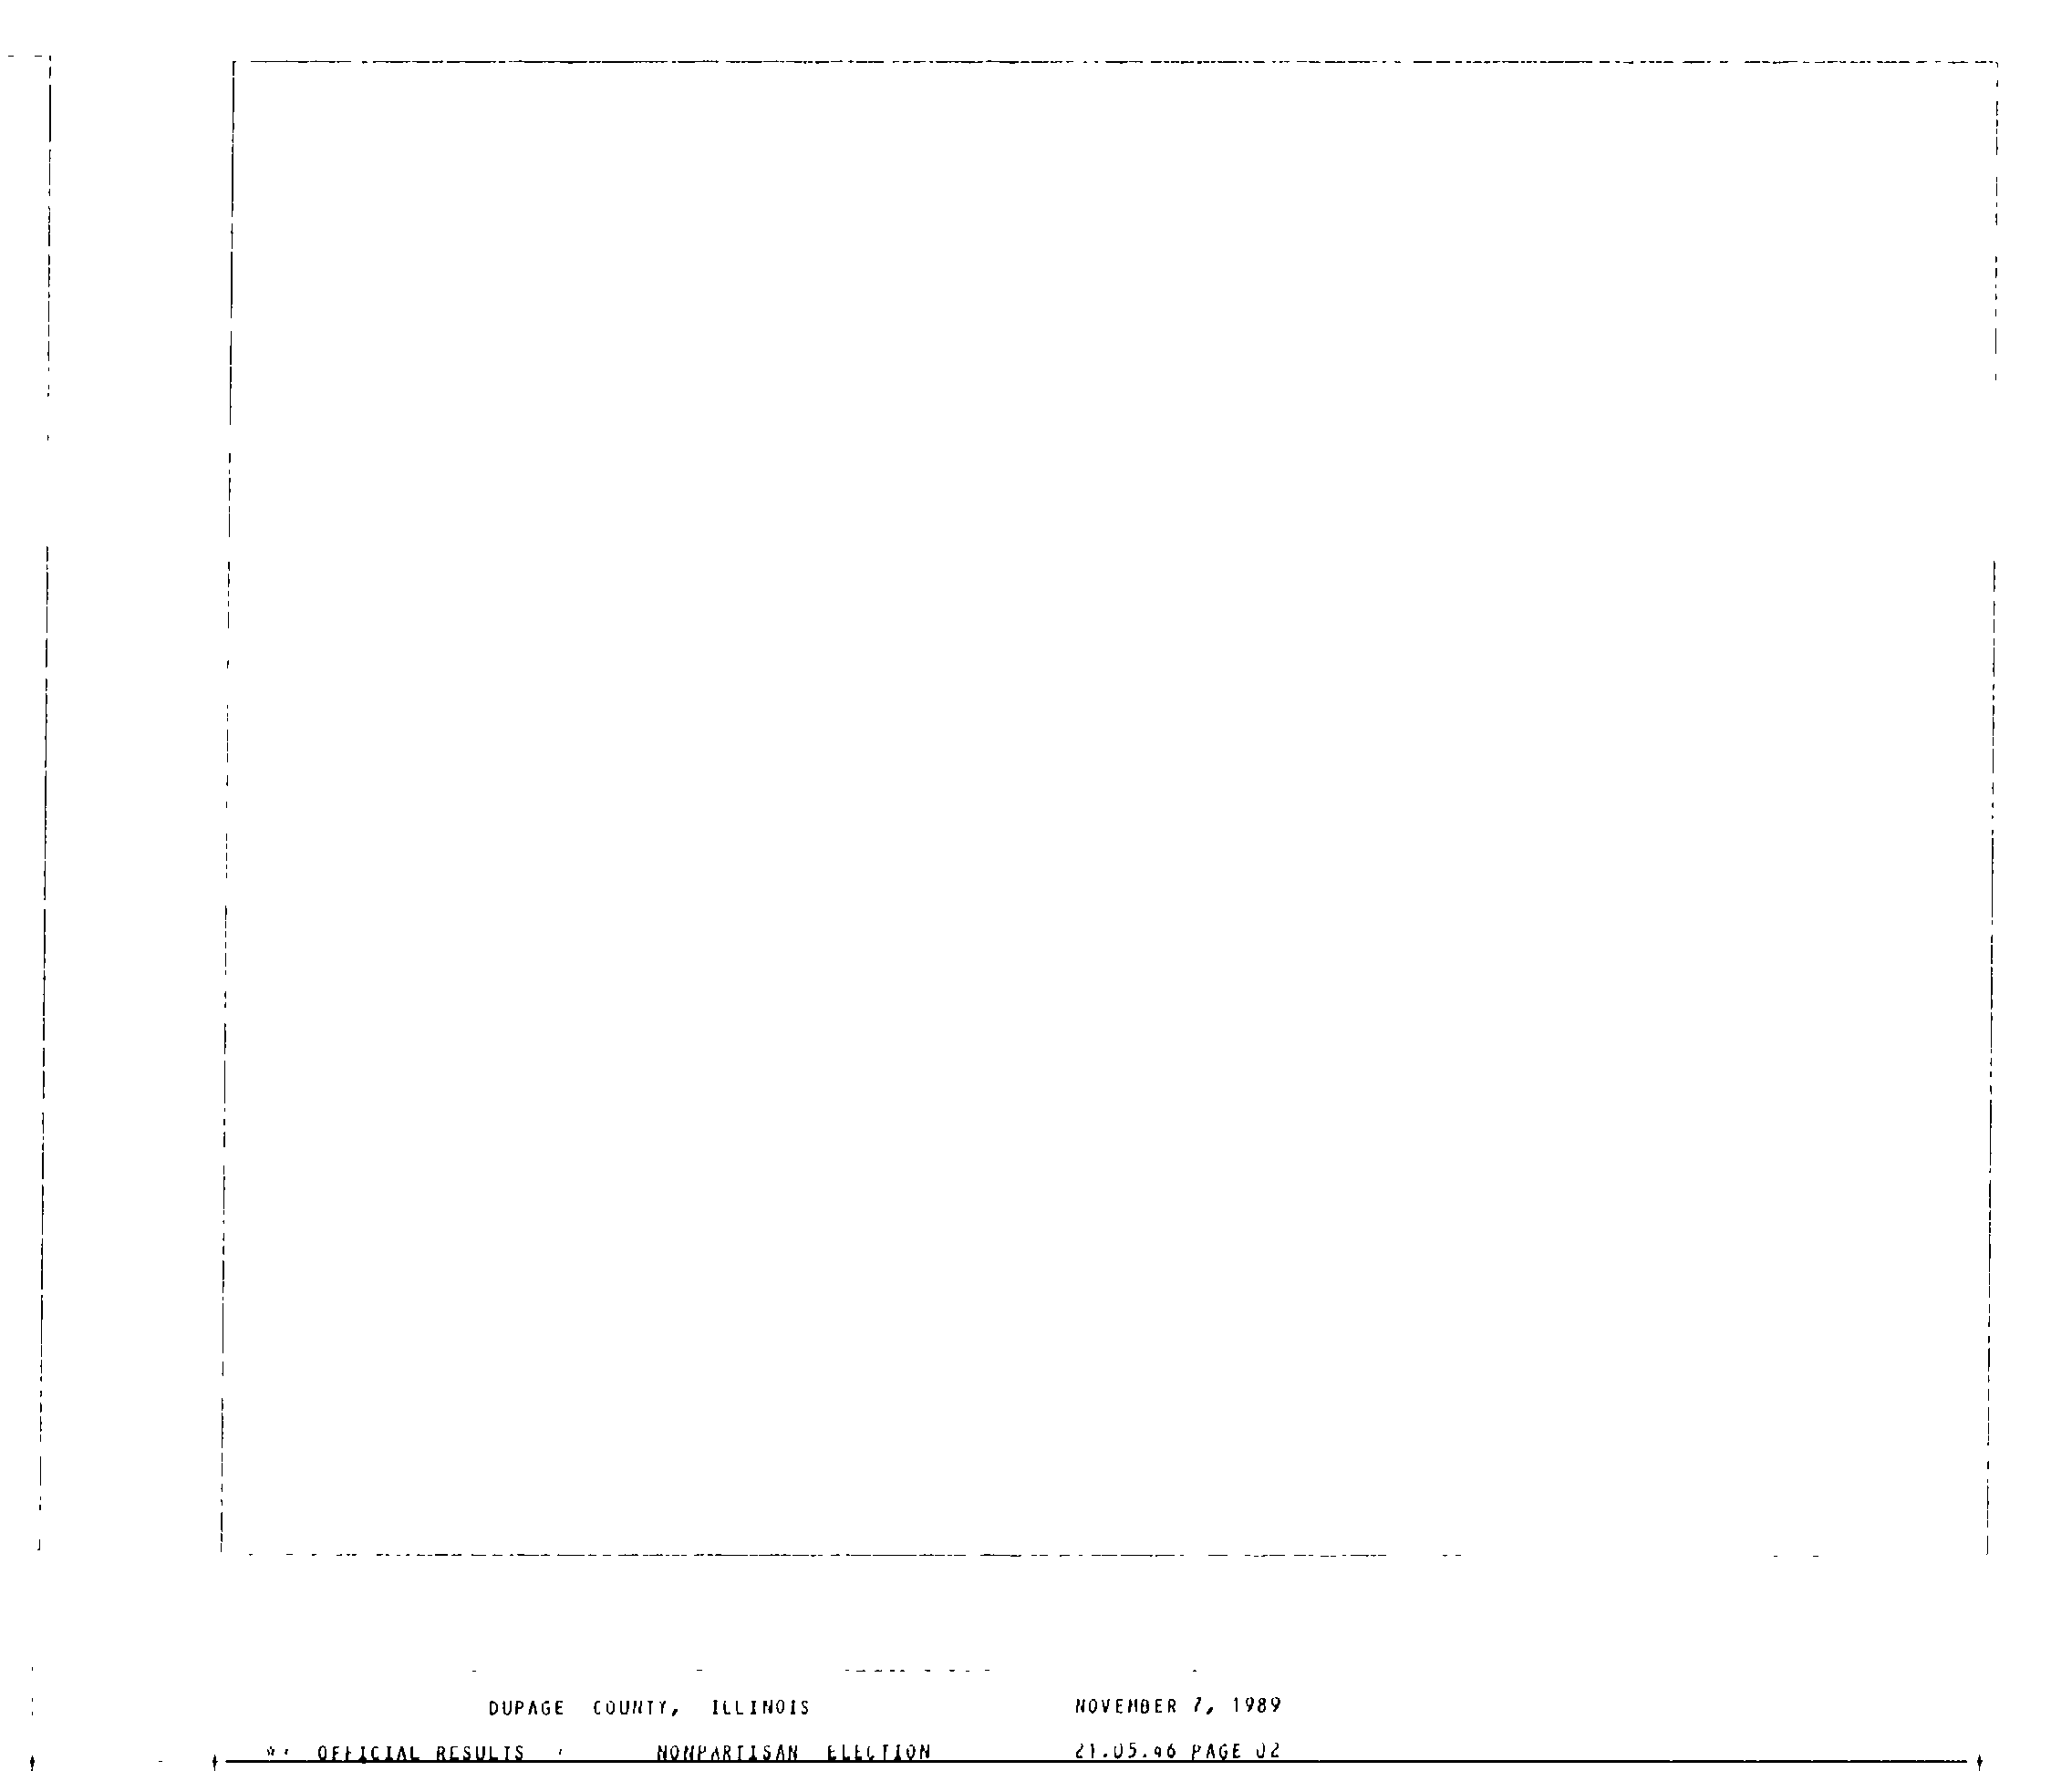 DUPAGE COUNTY, ILLINOIS NOVEMBER 7, 1989
OFFICIAL RESULTS NONPARTISAN ELECTION 21.05.46 PAGE 02